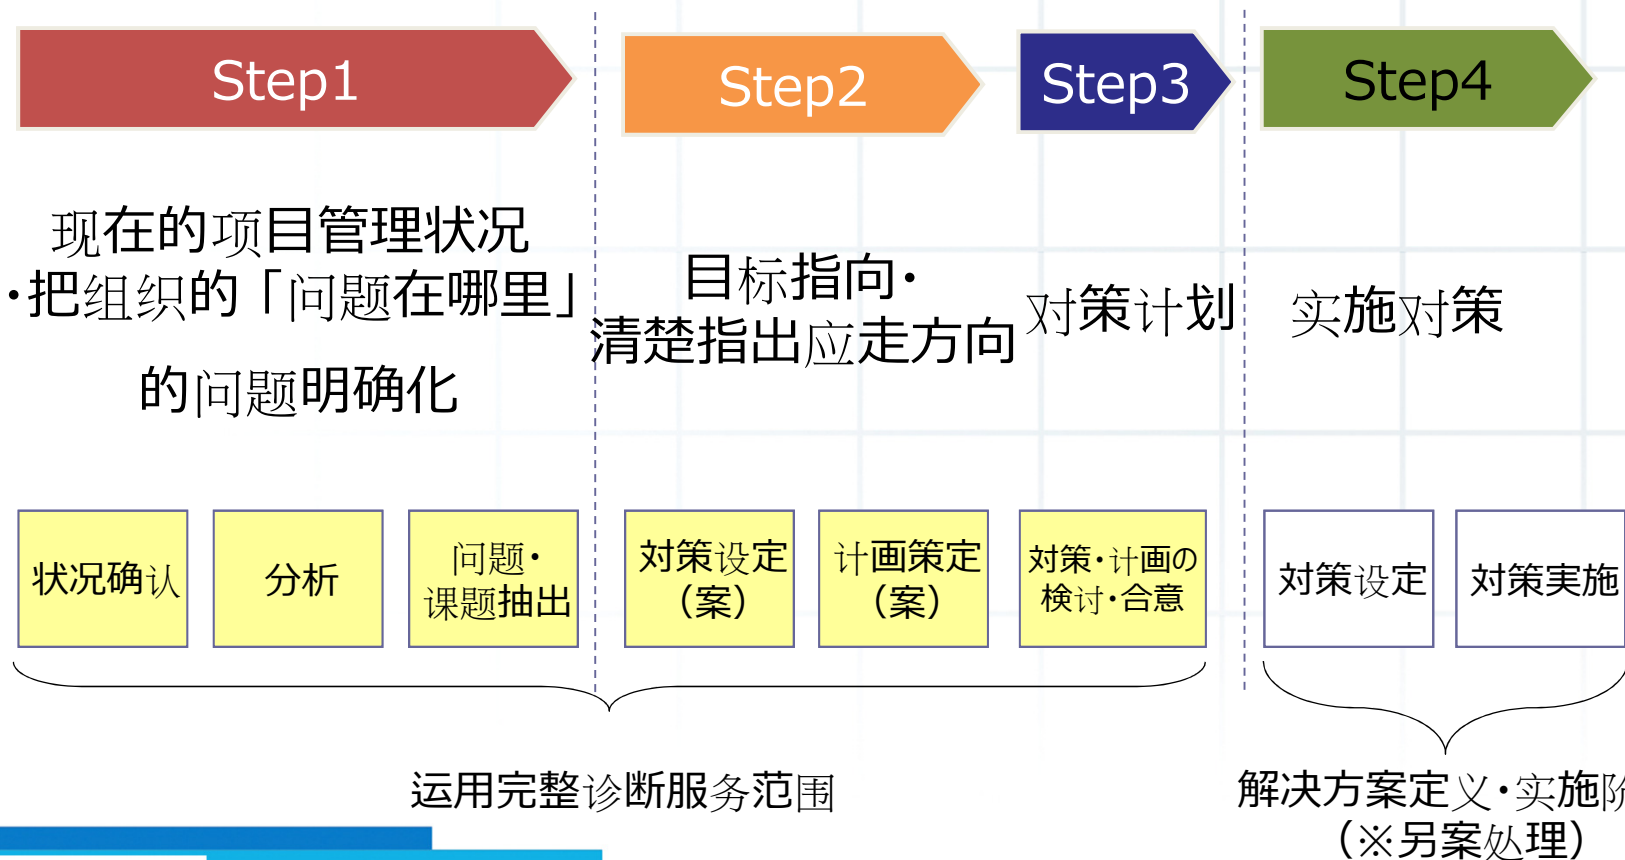 Step1
Step2
Step3
Step4
现在的项目管理状况
·把组织的「问题在哪里」
的问题明确化
目标指向·
清楚指出应走方向
对策计划
实施对策
状况确认
分析
问题·
课题抽出
対策设定
（案）
计画策定
（案）
対策·计画の
検讨·合意
対策设定
対策実施
运用完整诊断服务范围
解决方案定义·实施阶
（※另案处理）